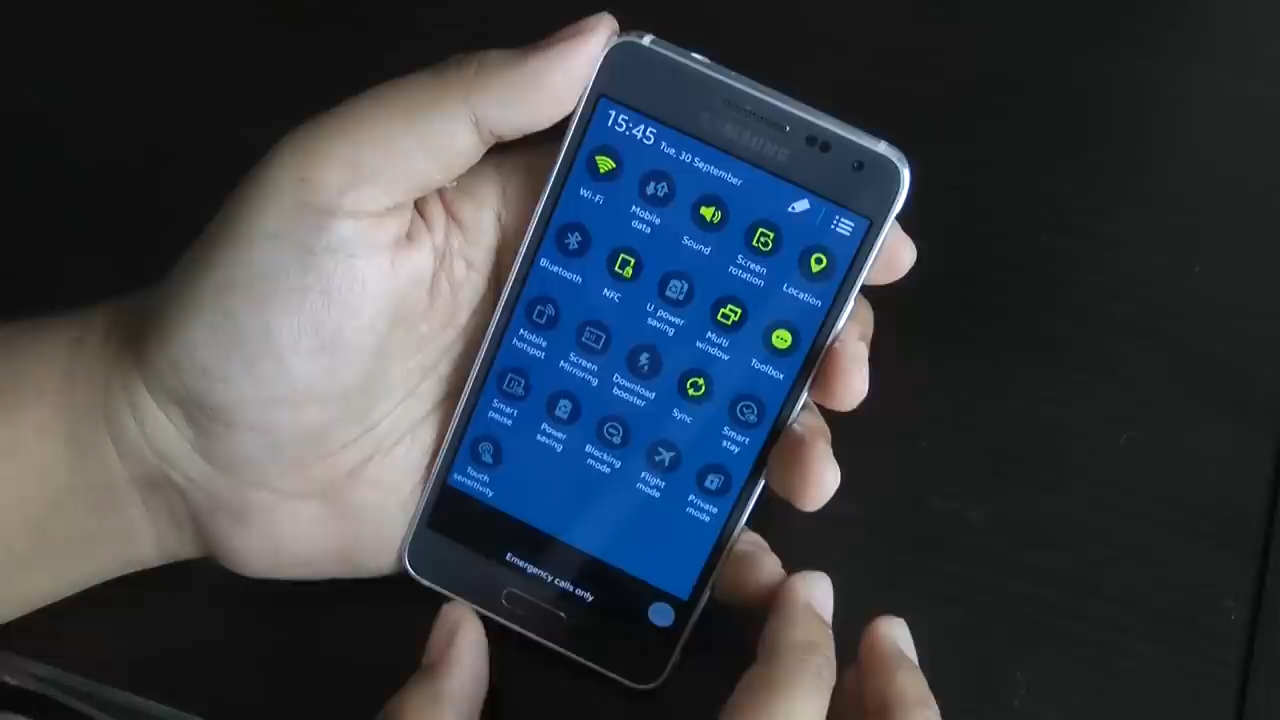 SAMSUNG
15:45 Tue, 30 September
Wi-Fi
Mobile
data
Sound
Screen
rotation
Location
Bluetooth
NFC
U. power
saving
Multi
window
Toolbox
Mobile
hotspot
Screen
Mirroring
Download
booster
Sync
Smart
stay
Smart
pause
Power
saving
Blocking
mode
Flight
mode
Private
mode
Touch
sensitivity
Emergency calls only